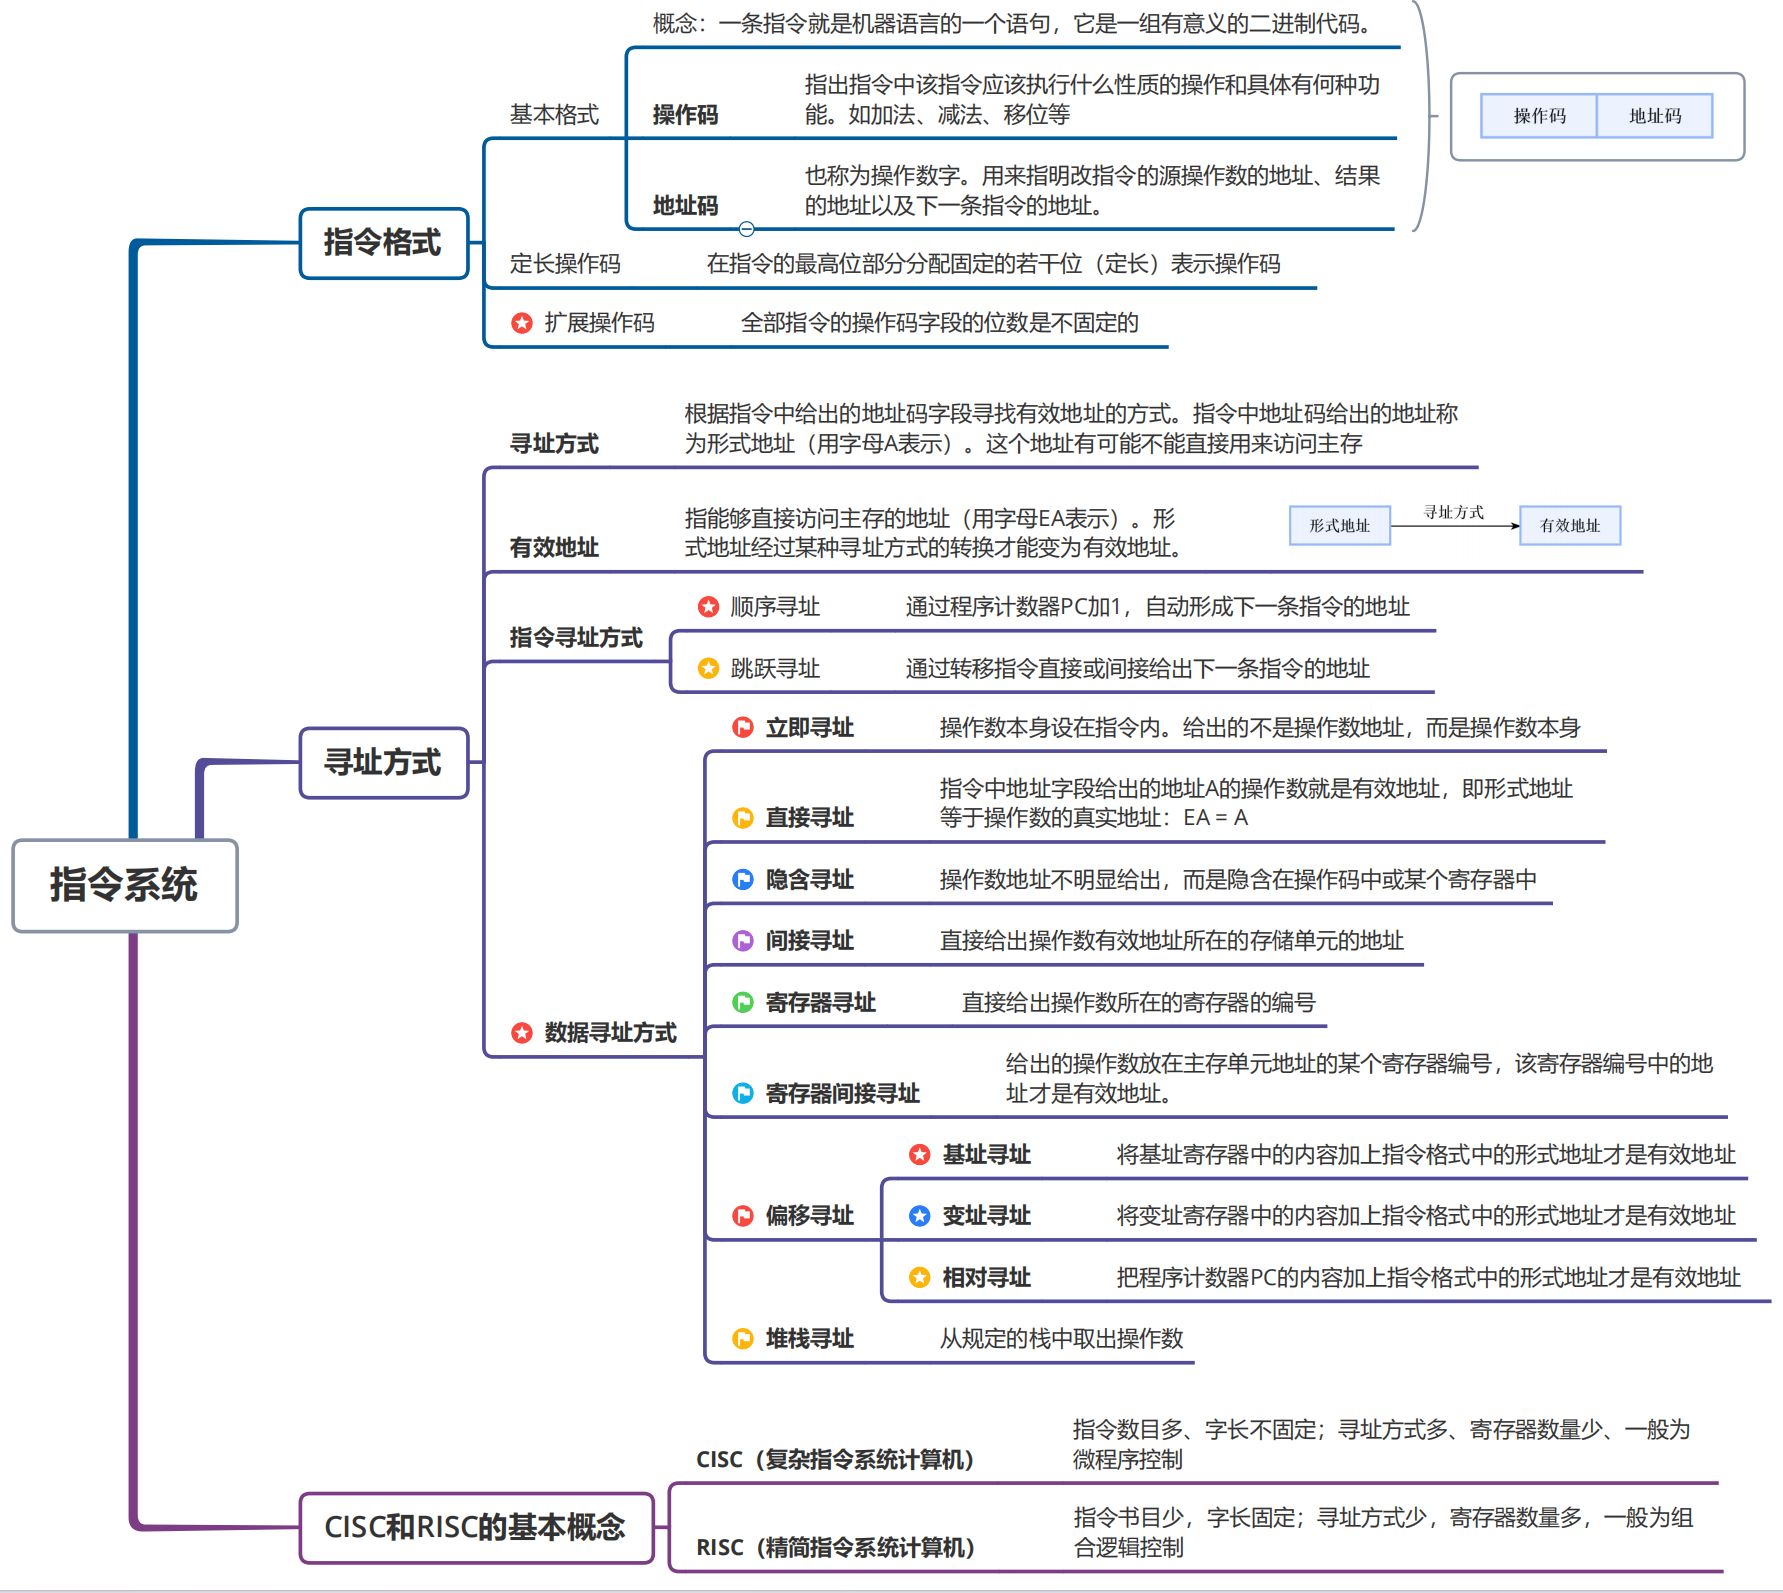 概念：一条指令就是机器语言的一个语句，它是一组有意义的二进制代码。
基本格式
操作码
指出指令中该指令应该执行什么性质的操作和具体有何种功
能。如加法、减法、移位等
操作码
地址码
地址码
也称为操作数字。用来指明改指令的源操作数的地址、结果
的地址以及下一条指令的地址。
指令格式
定长操作码
在指令的最高位部分分配固定的若干位（定长）表示操作码
扩展操作码
全部指令的操作码字段的位数是不固定的
寻址方式
根据指令中给出的地址码字段寻找有效地址的方式。指令中地址码给出的地址称
为形式地址（用字母A表示）。这个地址有可能不能直接用来访问主存
有效地址
指能够直接访问主存的地址（用字母EA表示）。形
式地址经过某种寻址方式的转换才能变为有效地址。
形式地址
寻址方式
有效地址
指令寻址方式
顺序寻址
通过程序计数器PC加1，自动形成下一条指令的地址
跳跃寻址
通过转移指令直接或间接给出下一条指令的地址
寻址方式
立即寻址
操作数本身设在指令内。给出的不是操作数地址，而是操作数本身
直接寻址
指令中地址字段给出的地址A的操作数就是有效地址，即形式地址
等于操作数的真实地址：EA = A
指令系统
隐含寻址
操作数地址不明显给出，而是隐含在操作码中或某个寄存器中
间接寻址
直接给出操作数有效地址所在的存储单元的地址
寄存器寻址
直接给出操作数所在的寄存器的编号
数据寻址方式
寄存器间接寻址
给出的操作数放在主存单元地址的某个寄存器编号，该寄存器编号中的地
址才是有效地址。
偏移寻址
基址寻址
将基址寄存器中的内容加上指令格式中的形式地址才是有效地址
变址寻址
将变址寄存器中的内容加上指令格式中的形式地址才是有效地址
相对寻址
把程序计数器PC的内容加上指令格式中的形式地址才是有效地址
堆栈寻址
从规定的栈中取出操作数
CISC和RISC的基本概念
CISC（复杂指令系统计算机）
指令数目多、字长不固定；寻址方式多、寄存器数量少、一般为
微程序控制
RISC（精简指令系统计算机）
指令书目少，字长固定；寻址方式少，寄存器数量多，一般为组
合逻辑控制